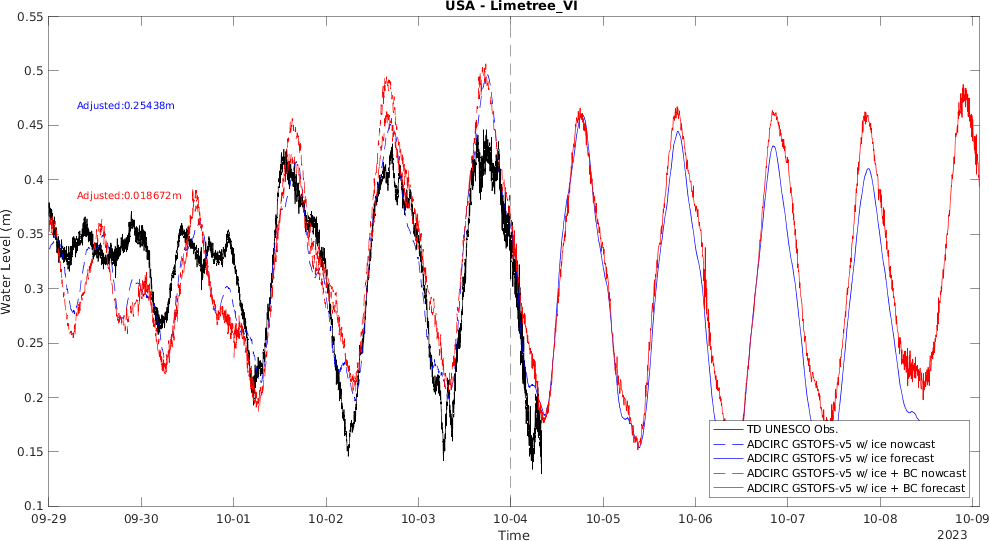 USA - Limetree_VI
0.55
0.5
0.45
0.4
0.35
0.3
0.25
0.2
0.15
0.1
Water Level (m)
Adjusted:0.25438m
Adjusted:0.018672m
TD UNESCO Obs.
ADCIRC GSTOFS-v5 w/ ice nowcast
ADCIRC GSTOFS-v5 w/ ice forecast
ADCIRC GSTOFS-v5 w/ ice + BC nowcast
ADCIRC GSTOFS-v5 w/ ice + BC forecast
09-29 09-30 10-01 10-02 10-03 10-04 10-05 10-06 10-07 10-08 10-09
Time
2023